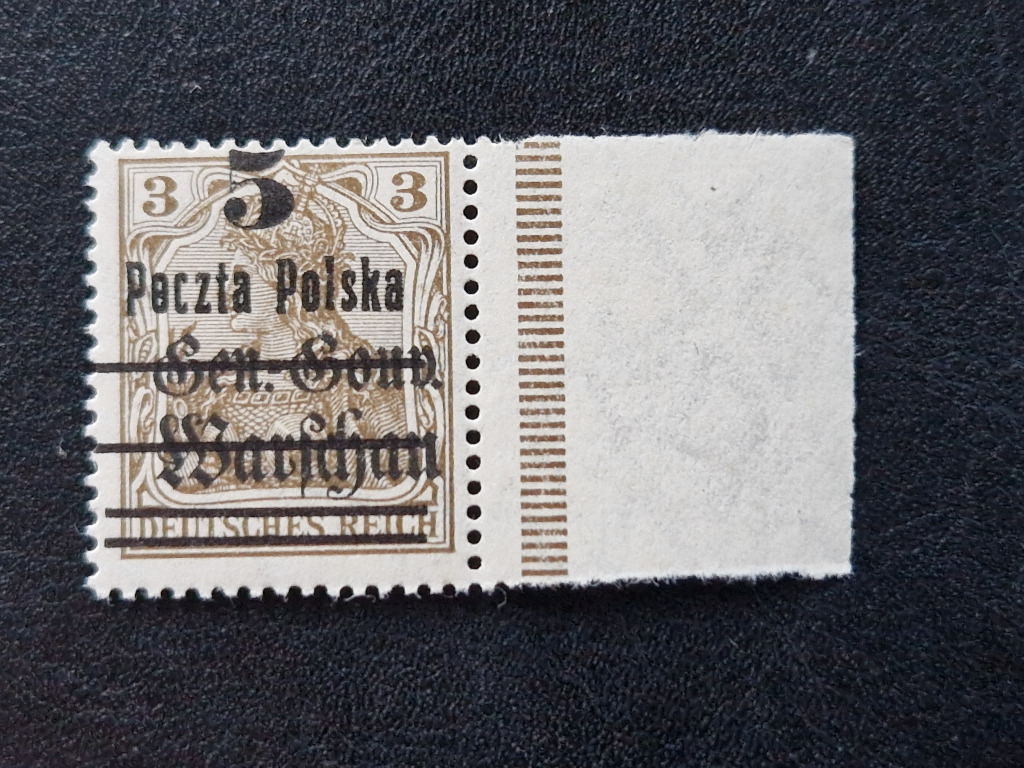 3 5 3
Poczta Polska
Gen.-Gouv.
Warschau
DEUTSCHES REICH